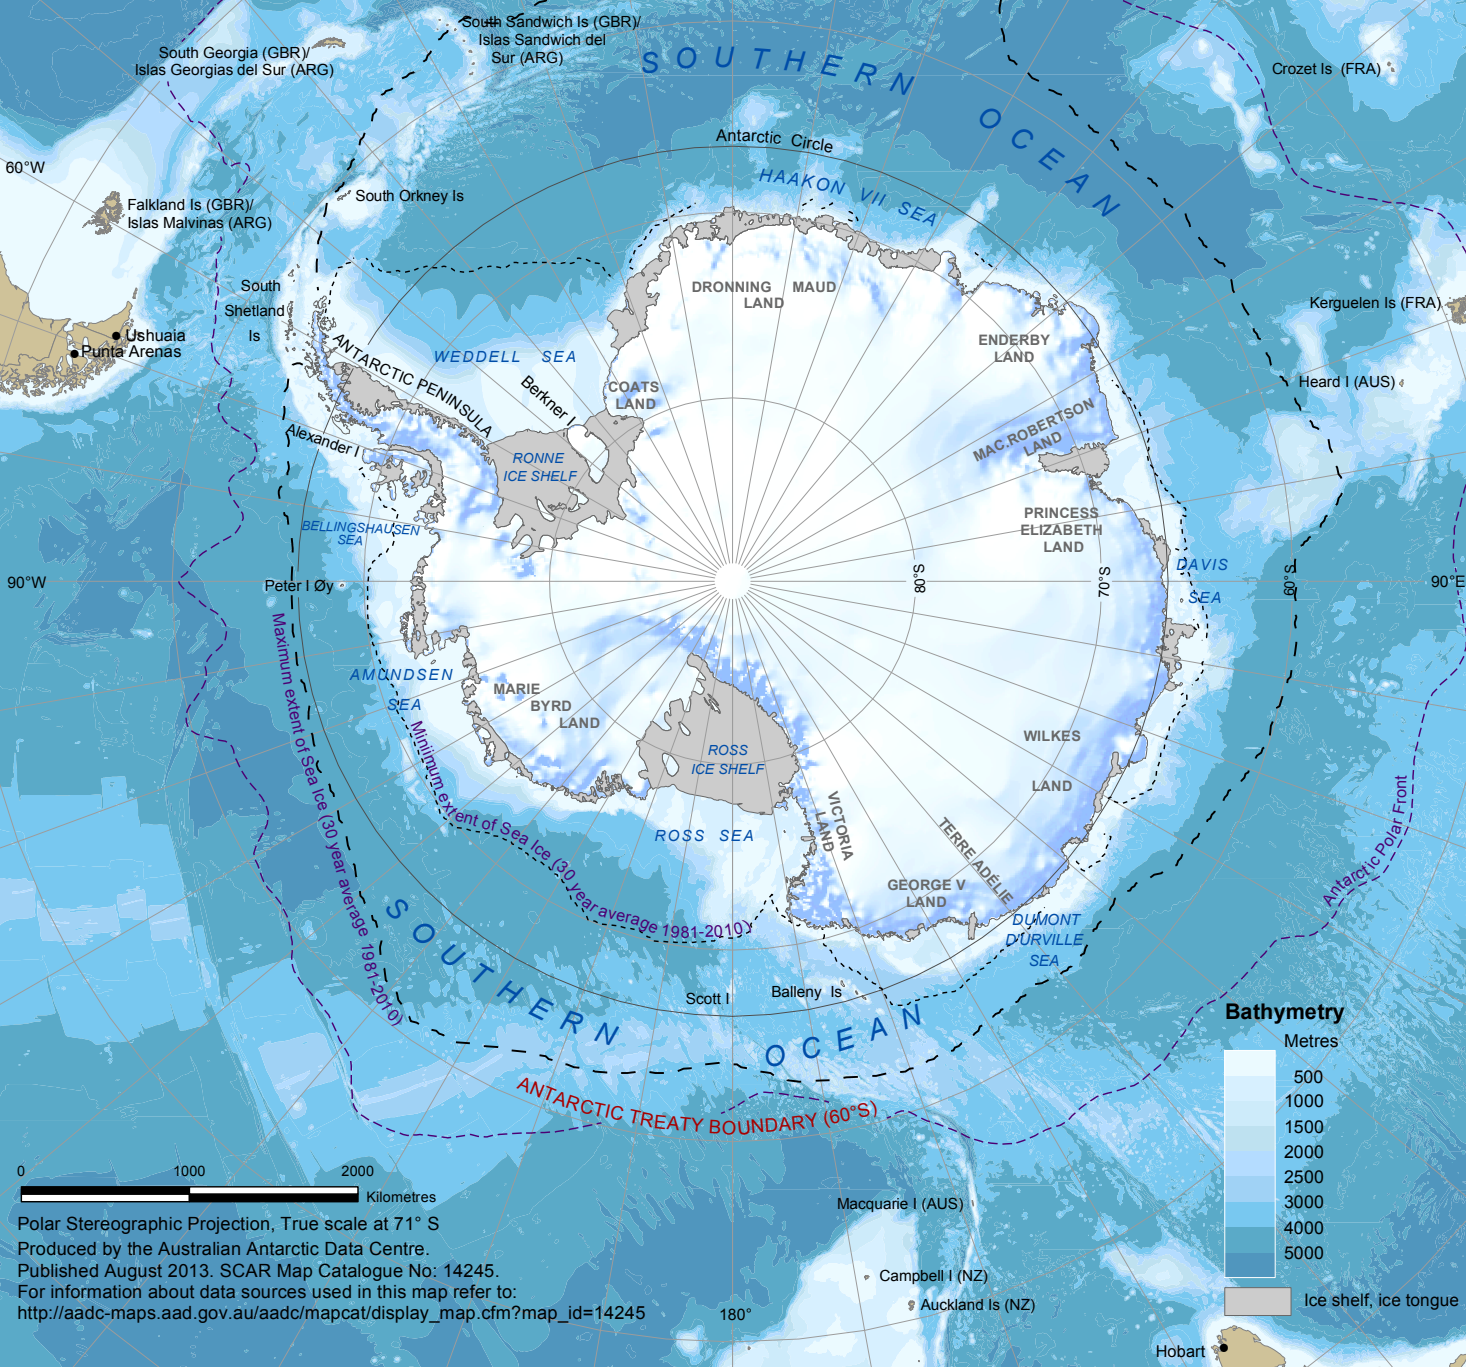 South Sandwich Is (GBR)/
Islas Sandwich del
Sur (ARG)
South Georgia (GBR)/
Islas Georgias del Sur (ARG)
SOUTHERN OCEAN
Crozet Is (FRA)
Antarctic Circle
60°W
HAAKON VII SEA
South Orkney Is
Falkland Is (GBR)/
Islas Malvinas (ARG)
South
Shetland
Is
DRONNING MAUD
LAND
Kerguelen Is (FRA)
Ushuaia
Punta Arenas
ANTARCTIC PENINSULA
WEDDELL SEA
ENDERBY
LAND
Berkner I
COATS
LAND
Heard I (AUS)
MAC.ROBERTSON
LAND
Alexander I
RONNE
ICE SHELF
BELLINGSHAUSEN
SEA
PRINCESS
ELIZABETH
LAND
90°W
Peter I Øy
80°S
70°S
DAVIS
SEA
60°S
90°E
Maximum extent of Sea Ice (30 year average 1981-2010)
AMUNDSEN
SEA
MARIE
BYRD
LAND
Minimum extent of Sea Ice (30 year average 1981-2010)
ROSS
ICE SHELF
WILKES
LAND
ROSS SEA
VICTORIA
LAND
TERRE ADÉLIE
GEORGE V
LAND
Antarctic Polar Front
DUMONT
D'URVILLE
SEA
SOUTHERN OCEAN
Scott I
Balleny Is
ANTARCTIC TREATY BOUNDARY (60°S)
Bathymetry
Metres
500
1000
1500
2000
2500
3000
4000
5000
Ice shelf, ice tongue
Macquarie I (AUS)
Campbell I (NZ)
Auckland Is (NZ)
180°
Hobart
0 1000 2000
Kilometres
Polar Stereographic Projection, True scale at 71° S
Produced by the Australian Antarctic Data Centre.
Published August 2013. SCAR Map Catalogue No: 14245.
For information about data sources used in this map refer to:
http://aadc-maps.aad.gov.au/aadc/mapcat/display_map.cfm?map_id=14245